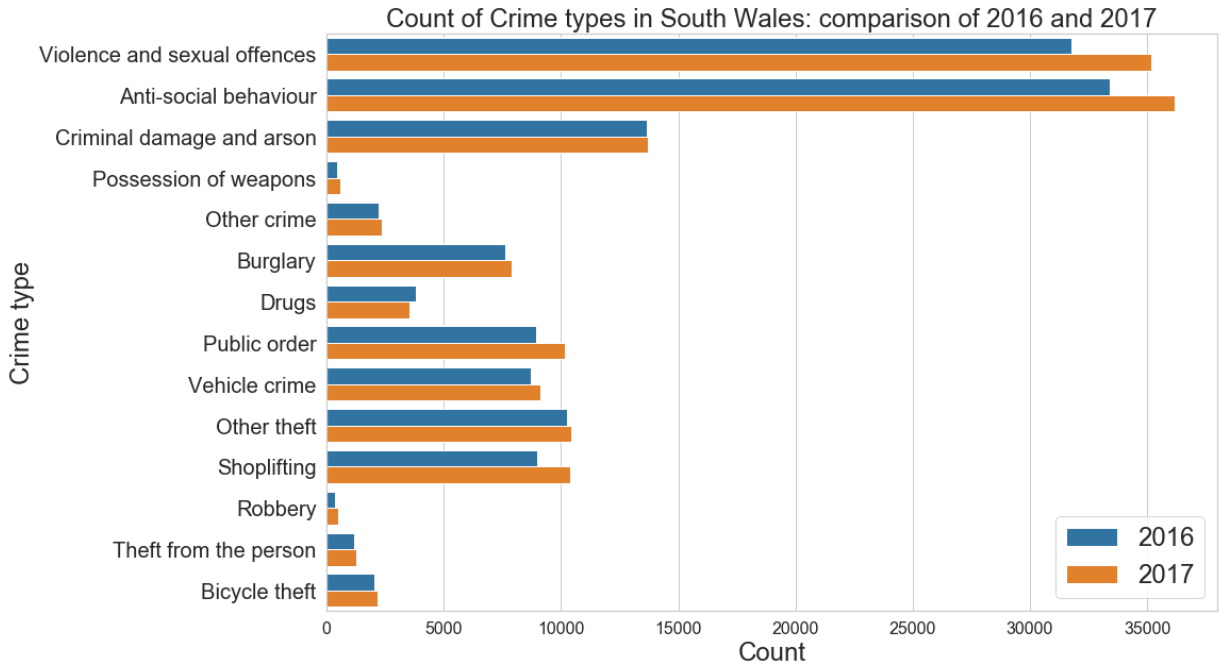 Count of Crime types in South Wales: comparison of 2016 and 2017
Violence and sexual offences
Anti-social behaviour
Criminal damage and arson
Possession of weapons
Other crime
Burglary
Drugs
Public order
Vehicle crime
Other theft
Shoplifting
Robbery
Theft from the person
Bicycle theft
Crime type
2016
2017
0 5000 10000 15000 20000 25000 30000 35000
Count